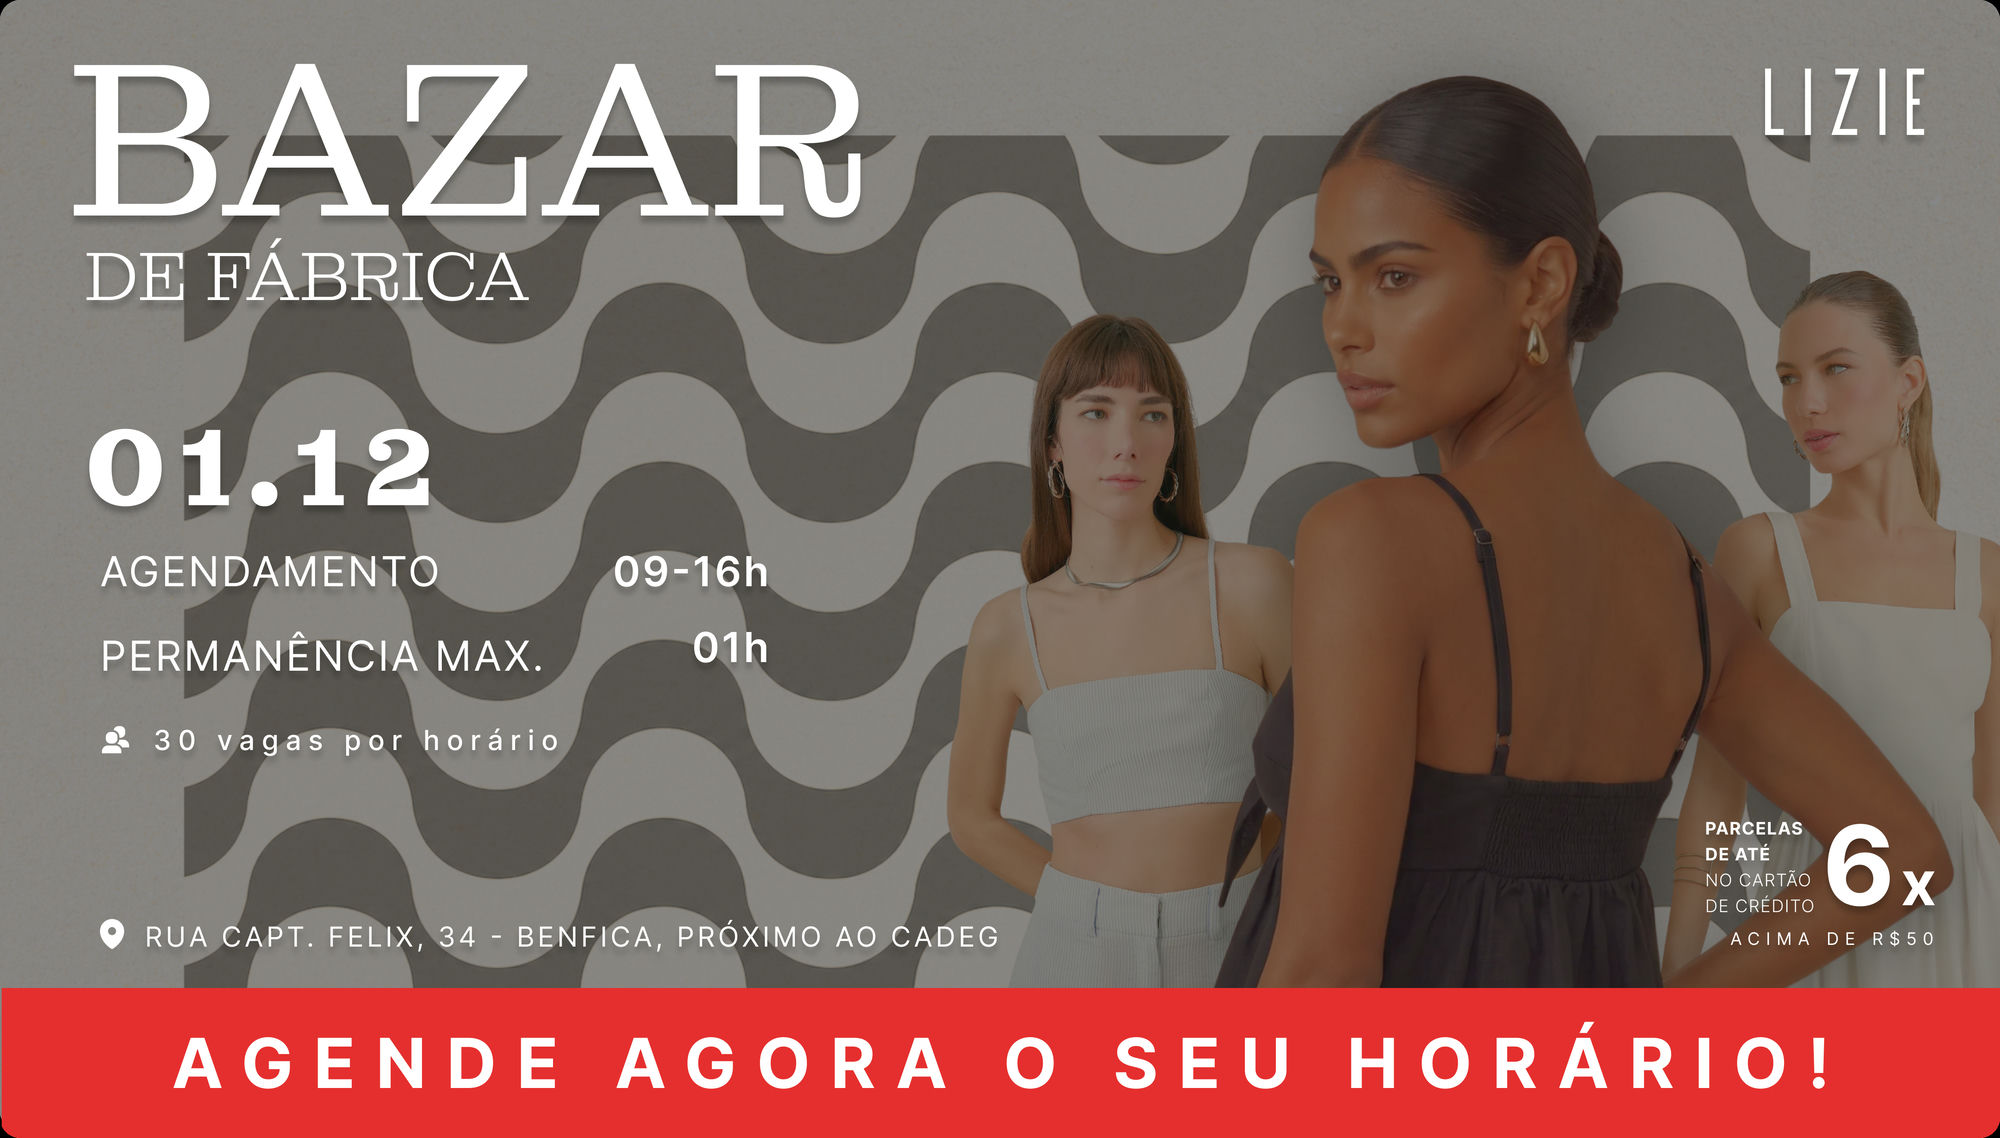 BAZAR
DE FÁBRICA
LIZIE
01.12
AGENDAMENTO 09-16h
PERMANÊNCIA MAX. 01h
30 vagas por horário
RUA CAPT. FELIX, 34 - BENFICA, PRÓXIMO AO CADEG
PARCELAS
DE ATÉ
NO CARTÃO
DE CRÉDITO
6x
ACIMA DE R$50
AGENDE AGORA O SEU HORÁRIO!